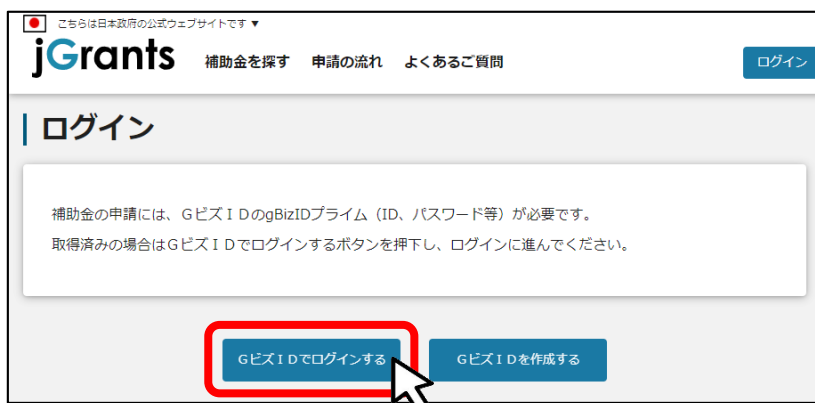 こちらは日本政府の公式ウェブサイトです ▼
jGrants 補助金を探す 申請の流れ よくあるご質問 ログイン
ログイン
補助金の申請には、GビズIDのgBizIDプライム（ID、パスワード等）が必要です。
取得済みの場合はGビズIDでログインするボタンを押下し、ログインに進んでください。
GビズIDでログインする GビズIDを作成する